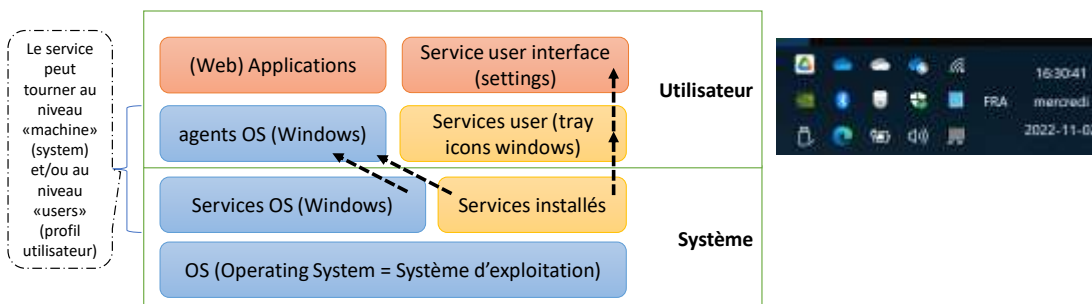 Le service
peut
tourner au
niveau
«machine»
(system)
et/ou au
niveau
«users»
(profil
utilisateur)
(Web) Applications
Service user interface
(settings)
Utilisateur
agents OS (Windows)
Services user (tray
icons windows)
Services OS (Windows)
Services installés
Système
OS (Operating System = Système d’exploitation)
16:30:41
FRA
mercredi
2022-11-0